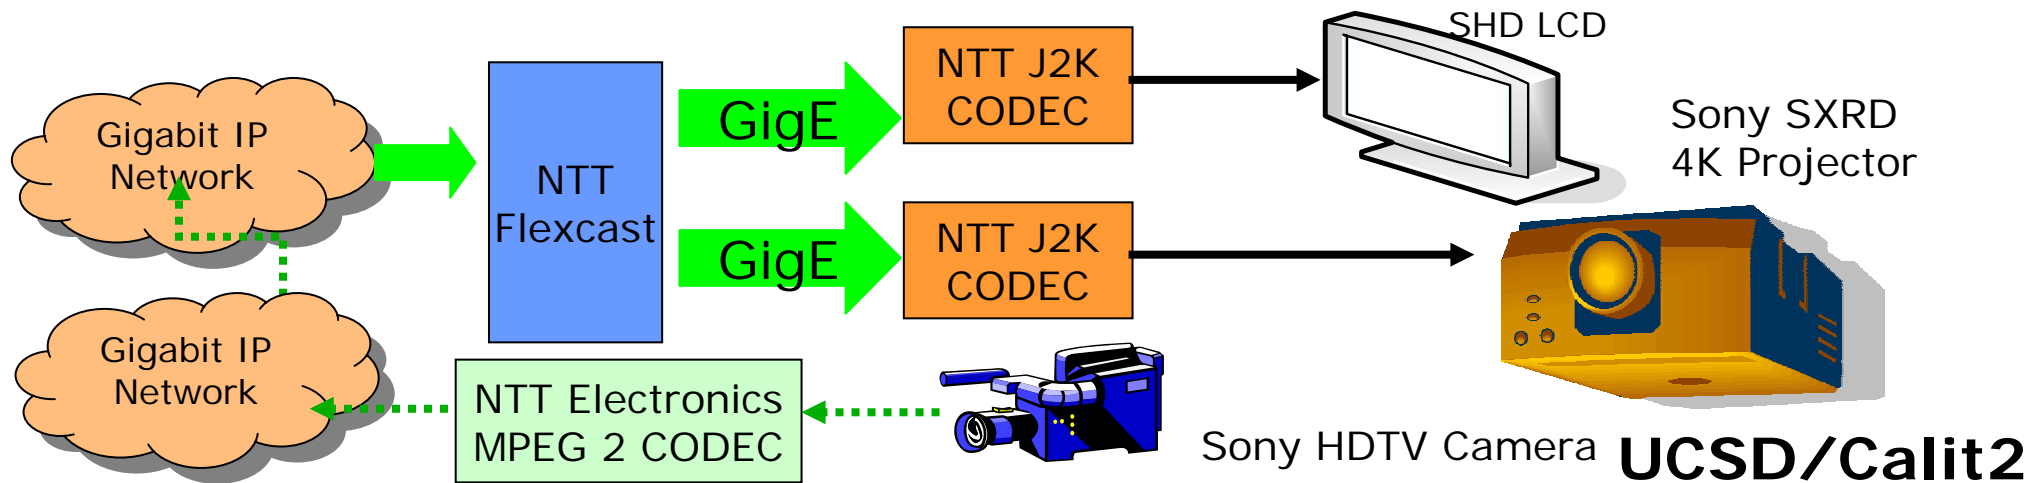 SHD LCD
NTT J2K
CODEC
GigE
Gigabit IP
Network
Sony SXRD
4K Projector
NTT
Flexcast
NTT J2K
CODEC
GigE
Gigabit IP
Network
NTT Electronics
MPEG 2 CODEC
Sony HDTV Camera
UCSD/Calit2